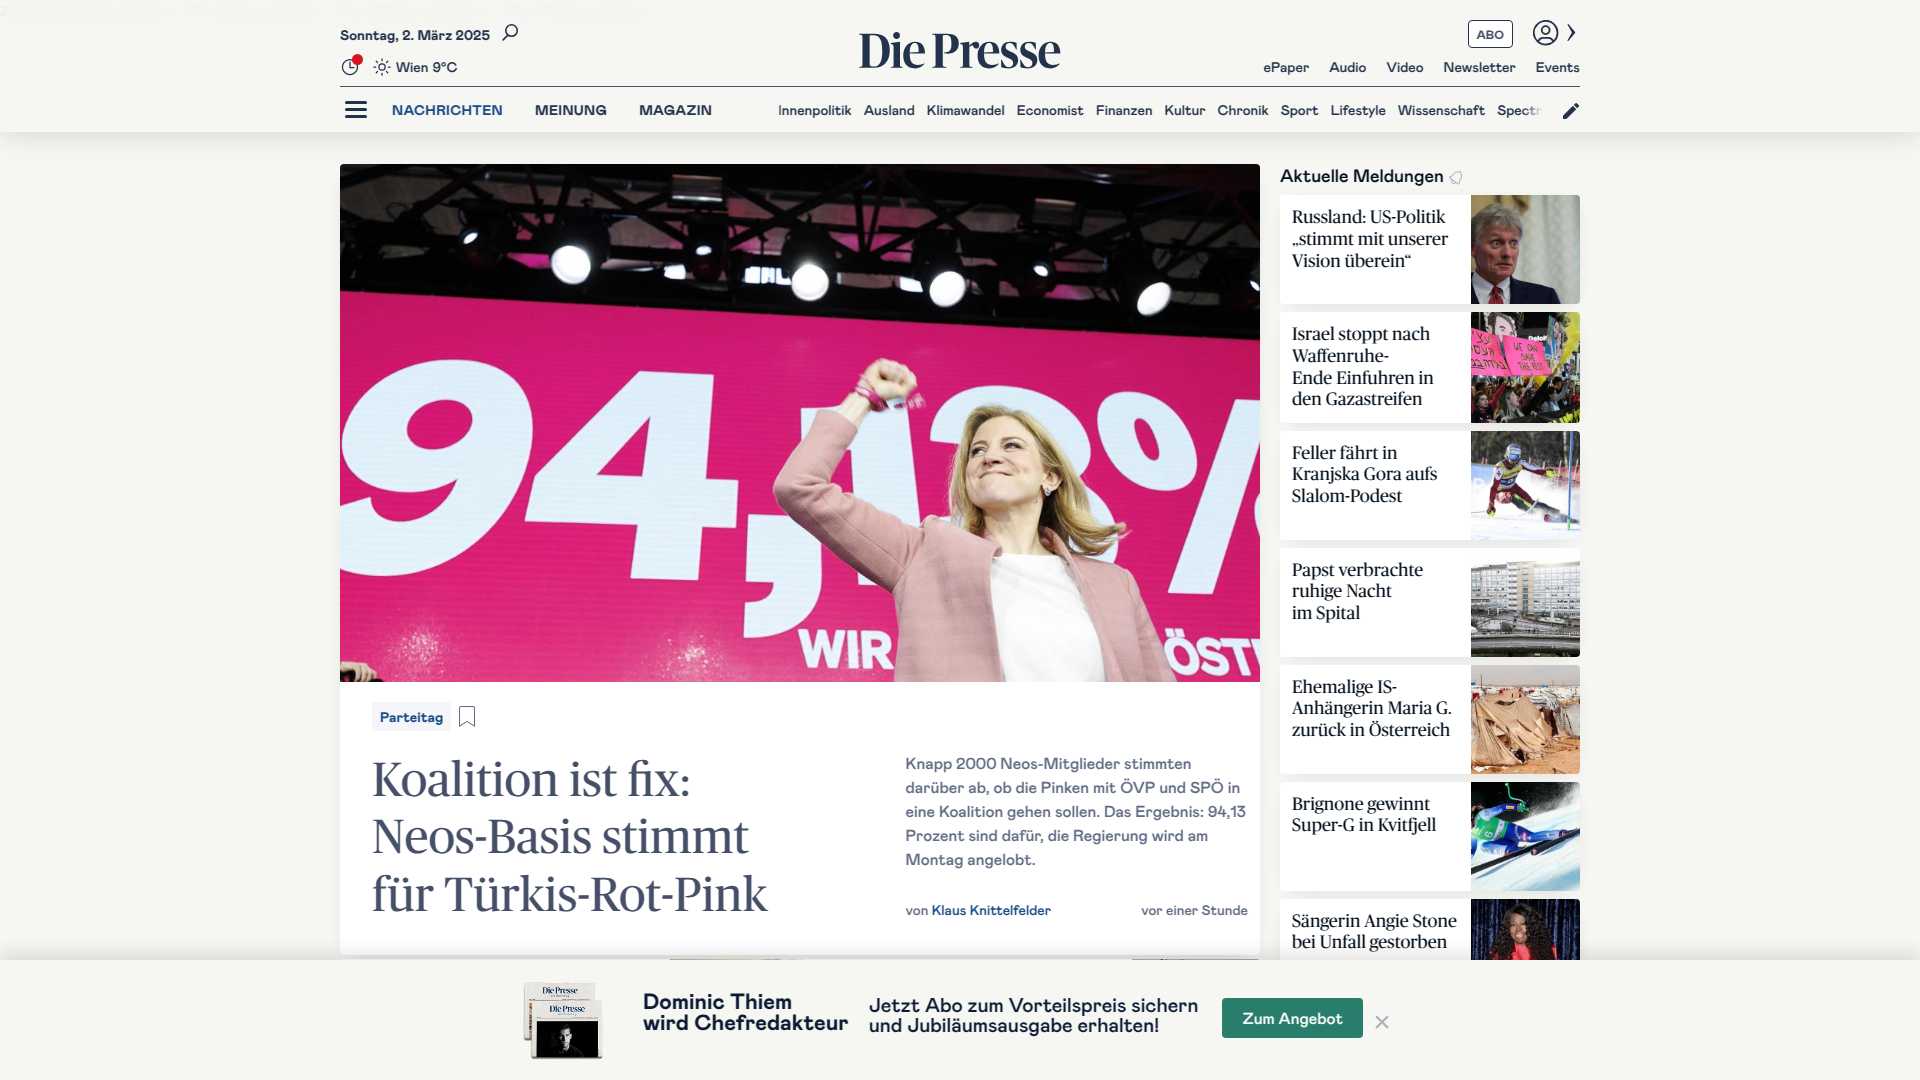 Sonntag, 2. März 2025
Wien 9°C
Die Presse
ABO
ePaper Audio Video Newsletter Events
NACHRICHTEN MEINUNG MAGAZIN
Innenpolitik Ausland Klimawandel Economist Finanzen Kultur Chronik Sport Lifestyle Wissenschaft Spectr
94,13%
WIR
ÖST
Parteitag
Koalition ist fix:
Neos-Basis stimmt
für Türkis-Rot-Pink
Knapp 2000 Neos-Mitglieder stimmten
darüber ab, ob die Pinken mit ÖVP und SPÖ in
eine Koalition gehen sollen. Das Ergebnis: 94,13
Prozent sind dafür, die Regierung wird am
Montag angelobt.
von Klaus Knittelfelder
vor einer Stunde
Aktuelle Meldungen
Russland: US-Politik
„stimmt mit unserer
Vision überein“
Israel stoppt nach
Waffenruhe-
Ende Einfuhren in
den Gazastreifen
WE CAN
SAVE
THE REST
Feller fährt in
Kranjska Gora aufs
Slalom-Podest
Papst verbrachte
ruhige Nacht
im Spital
Ehemalige IS-
Anhängerin Maria G.
zurück in Österreich
Brignone gewinnt
Super-G in Kvitfjell
6
Sängerin Angie Stone
bei Unfall gestorben
Die Presse
Die Presse
Dominic Thiem
wird Chefredakteur
Jetzt Abo zum Vorteilspreis sichern
und Jubiläumsausgabe erhalten!
Zum Angebot